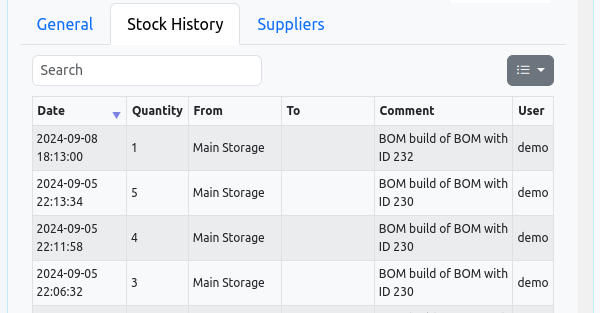 General Stock History Suppliers
Search
Date Quantity From To Comment User
2024-09-08 18:13:00 1 Main Storage BOM build of BOM with ID 232 demo
2024-09-05 22:13:34 5 Main Storage BOM build of BOM with ID 230 demo
2024-09-05 22:11:58 4 Main Storage BOM build of BOM with ID 230 demo
2024-09-05 22:06:32 3 Main Storage BOM build of BOM with ID 230 demo